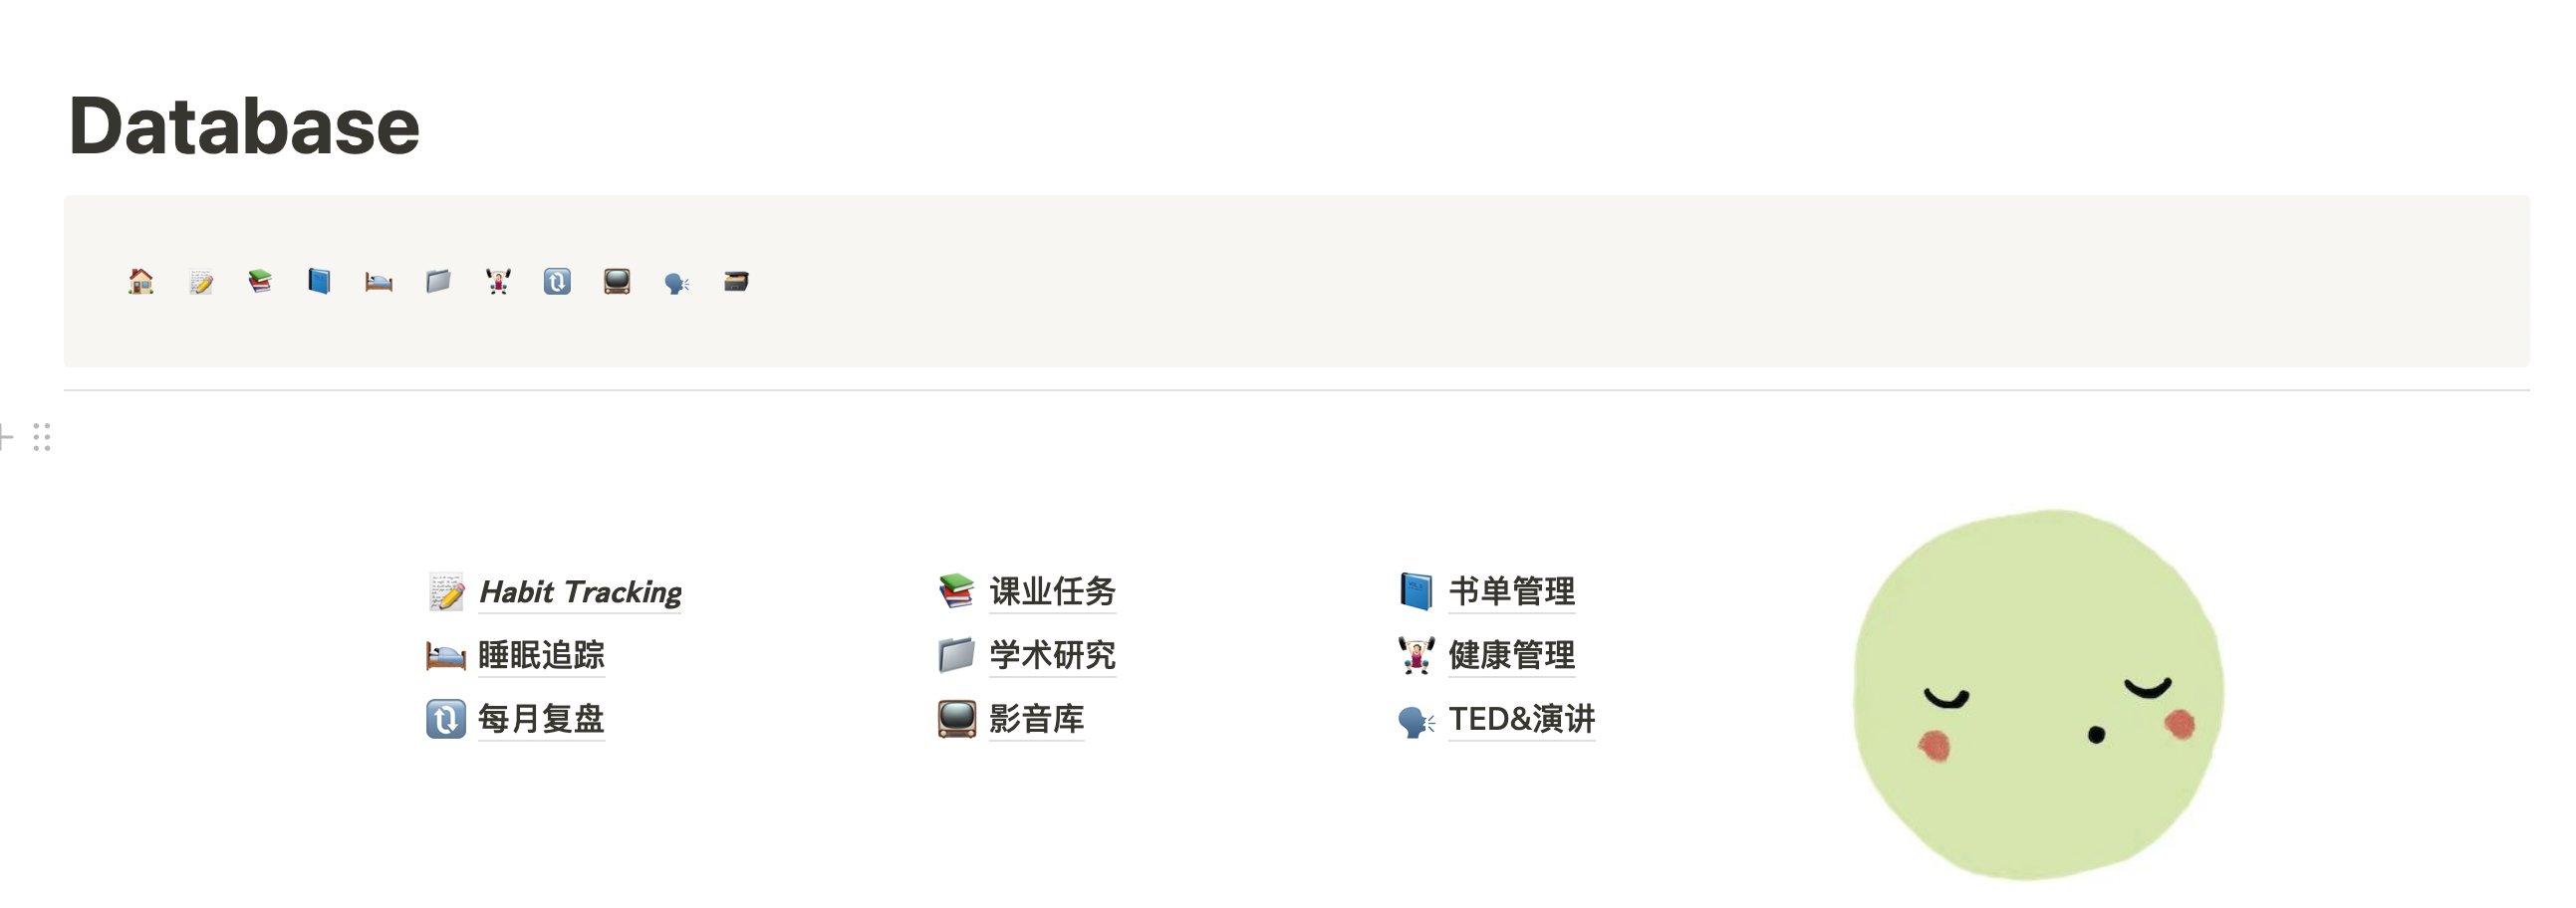 Database
Habit Tracking
课业任务
书单管理
睡眠追踪
学术研究
健康管理
每月复盘
影音库
TED&演讲